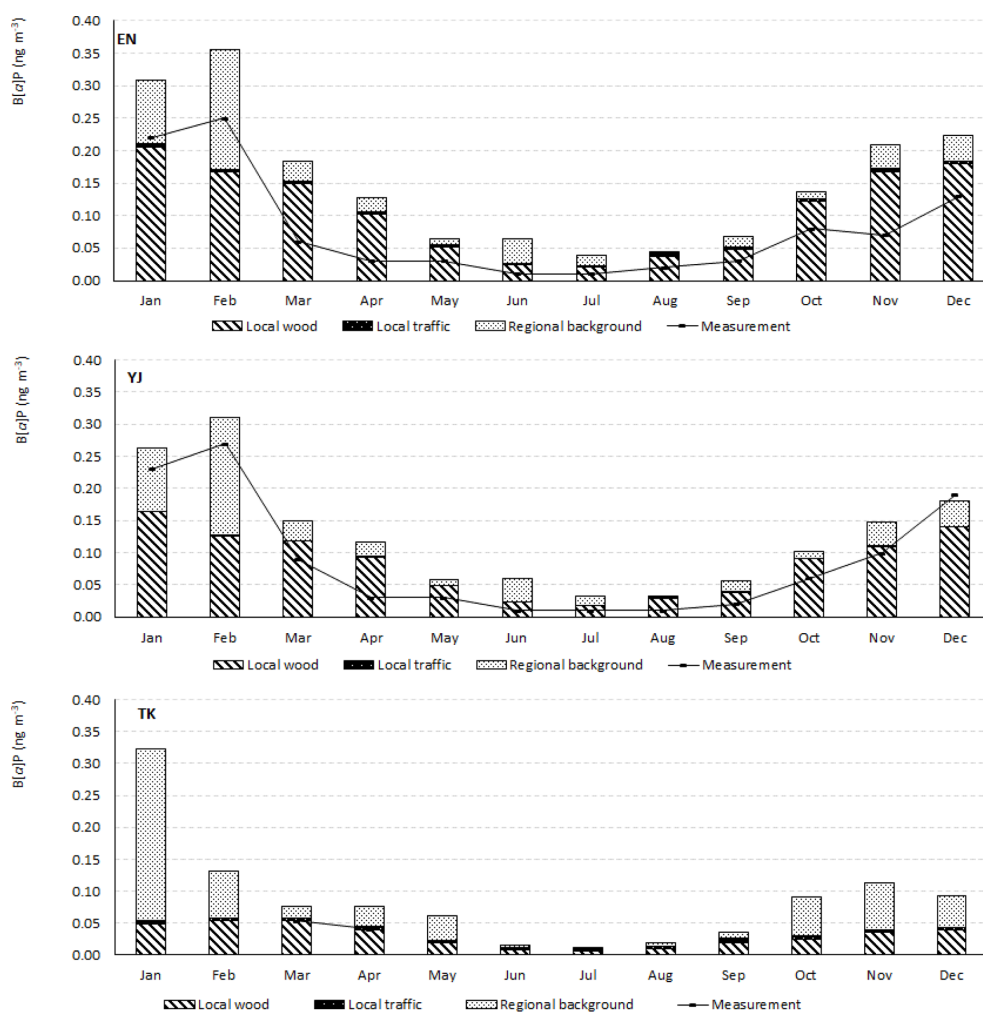 B[a]P (ng m-3)
EN
0.40
0.35
0.30
0.25
0.20
0.15
0.10
0.05
0.00
Jan Feb Mar Apr May Jun Jul Aug Sep Oct Nov Dec
Local wood Local traffic Regional background Measurement
B[a]P (ng m-3)
YJ
0.40
0.35
0.30
0.25
0.20
0.15
0.10
0.05
0.00
Jan Feb Mar Apr May Jun Jul Aug Sep Oct Nov Dec
Local wood Local traffic Regional background Measurement
B[a]P (ng m-3)
TK
0.40
0.35
0.30
0.25
0.20
0.15
0.10
0.05
0.00
Jan Feb Mar Apr May Jun Jul Aug Sep Oct Nov Dec
Local wood Local traffic Regional background Measurement